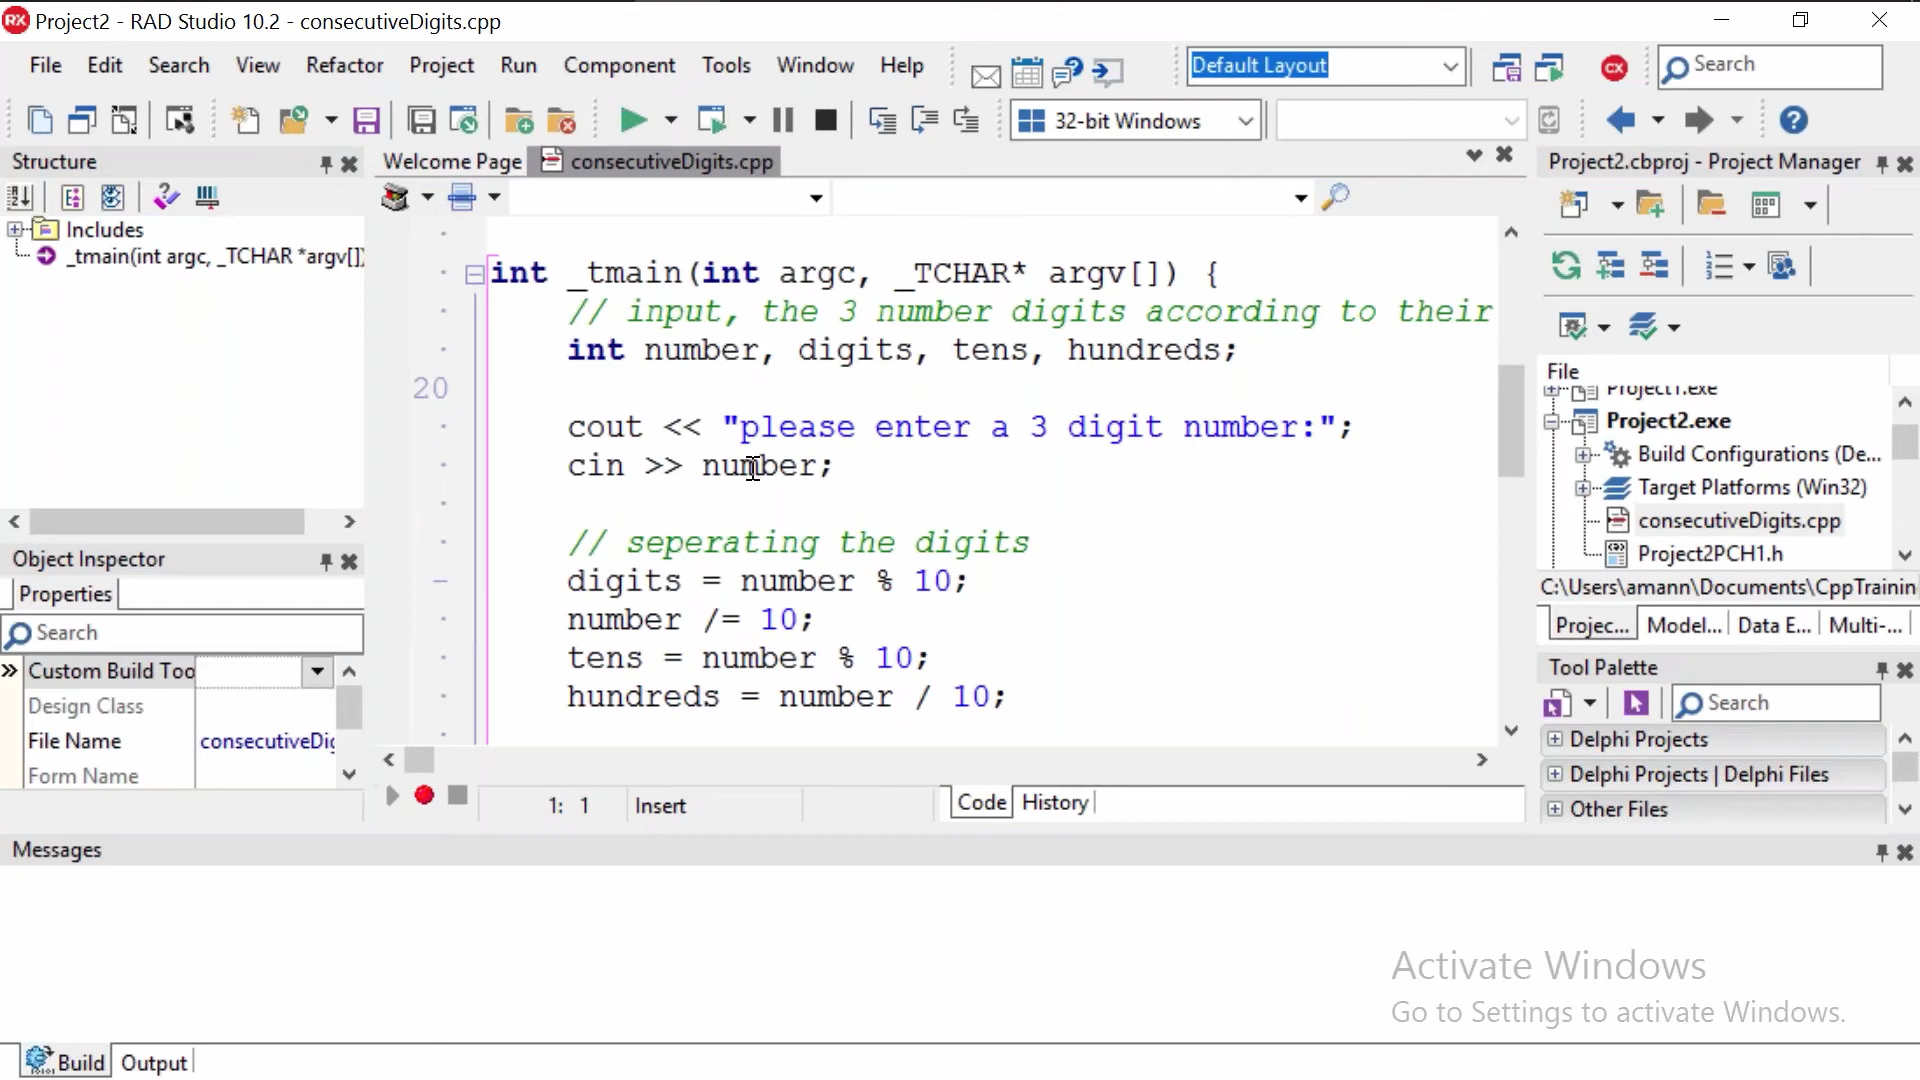 Project2 - RAD Studio 10.2 - consecutiveDigits.cpp
File Edit Search View Refactor Project Run Component Tools Window Help
Default Layout
Search
32-bit Windows
Structure
Welcome Page
consecutiveDigits.cpp
Project2.cbproj - Project Manager
Includes
_tmain(int argc, _TCHAR *argv[])
int _tmain(int argc, _TCHAR* argv[]) {
// input, the 3 number digits according to their
int number, digits, tens, hundreds;
20
cout << "please enter a 3 digit number:";
cin >> number;
// seperating the digits
digits = number % 10;
number /= 10;
tens = number % 10;
hundreds = number / 10;
File
Project1.exe
Project2.exe
Build Configurations (De...
Target Platforms (Win32)
consecutiveDigits.cpp
Project2PCH1.h
C:\Users\amann\Documents\CppTrainin
Projec... Model... Data E... Multi-...
Object Inspector
Properties
Search
Custom Build Too
Design Class
File Name consecutiveDig
Form Name
Tool Palette
Search
Delphi Projects
Delphi Projects | Delphi Files
Other Files
1: 1 Insert
Code History
Messages
Activate Windows
Go to Settings to activate Windows.
Build Output